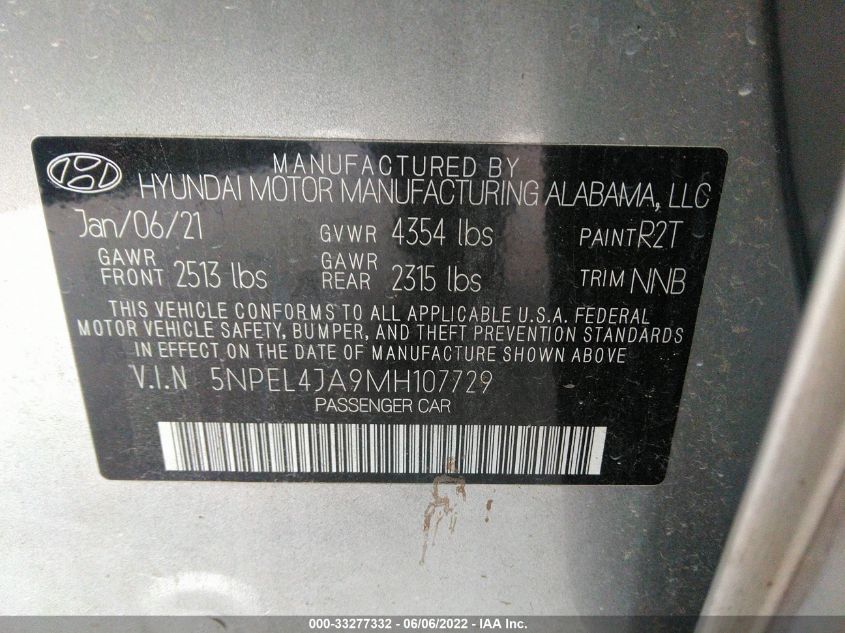 MANUFACTURED BY
HYUNDAI MOTOR MANUFACTURING ALABAMA, LLC
Jan/06/21 GVWR 4354 lbs PAINT R2T
GAWR FRONT 2513 lbs GAWR REAR 2315 lbs TRIM NNB
THIS VEHICLE CONFORMS TO ALL APPLICABLE U.S.A. FEDERAL
MOTOR VEHICLE SAFETY, BUMPER, AND THEFT PREVENTION STANDARDS
IN EFFECT ON THE DATE OF MANUFACTURE SHOWN ABOVE
V.I.N 5NPEL4JA9MH107729
PASSENGER CAR
000-33277332 - 06/06/2022 - IAA Inc.